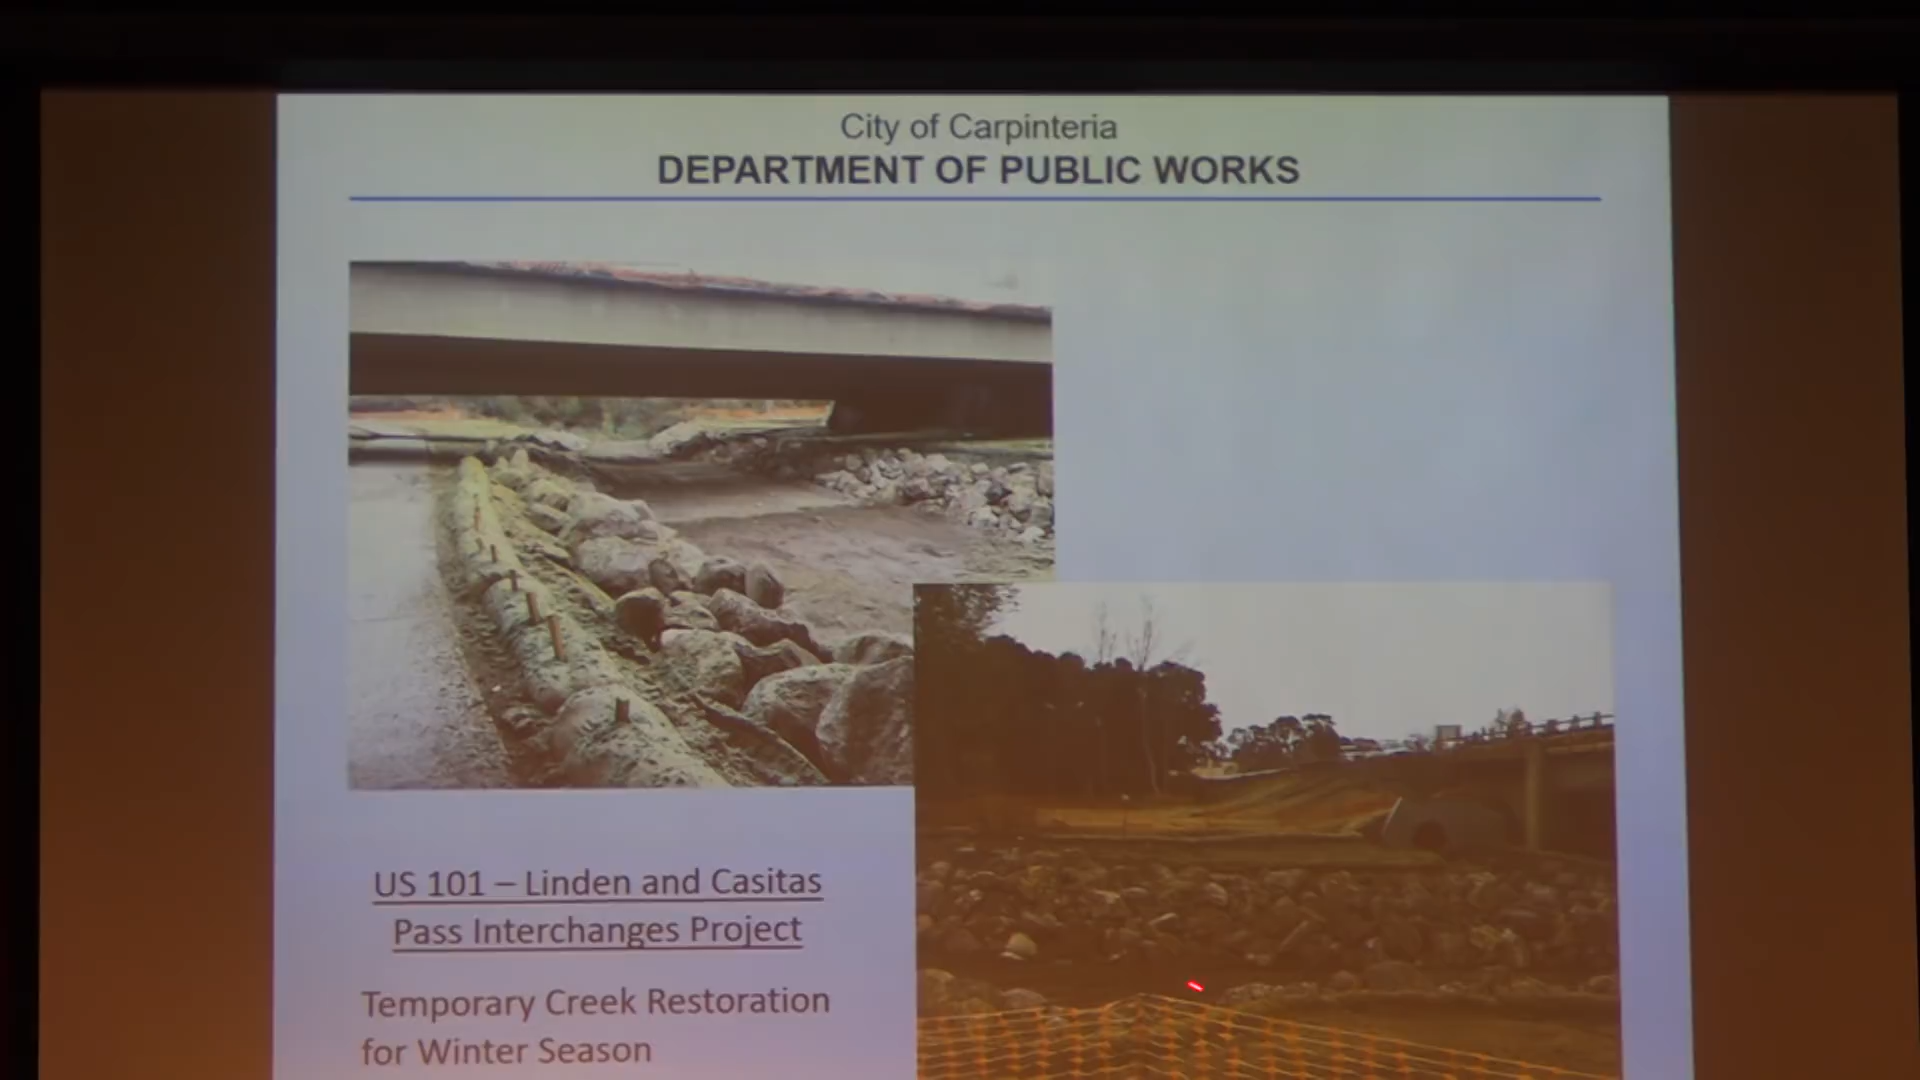 City of Carpinteria
DEPARTMENT OF PUBLIC WORKS
US 101 – Linden and Casitas
Pass Interchanges Project
Temporary Creek Restoration
for Winter Season